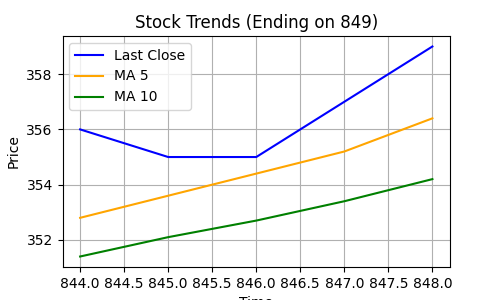 Stock Trends (Ending on 849)
Last Close
MA 5
MA 10
Price
358
356
354
352
844.0 844.5 845.0 845.5 846.0 846.5 847.0 847.5 848.0
Time